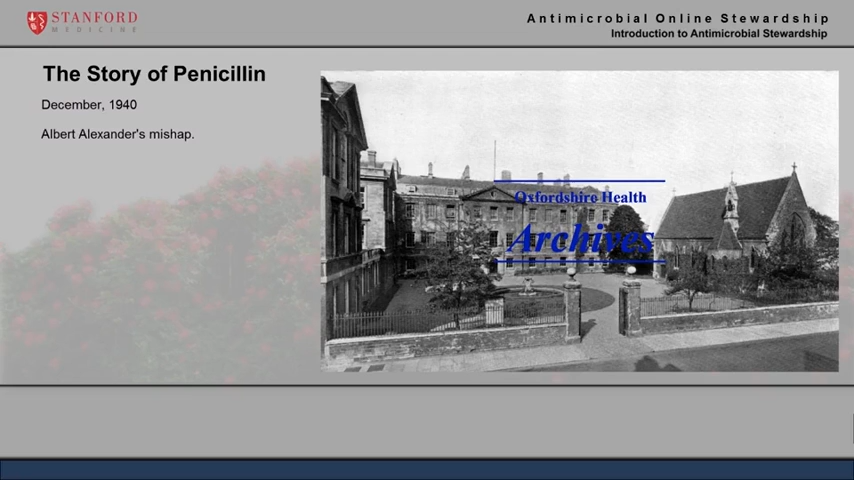 STANFORD
MEDICINE
Antimicrobial Online Stewardship
Introduction to Antimicrobial Stewardship
The Story of Penicillin
December, 1940
Albert Alexander's mishap.
Oxfordshire Health
Archives